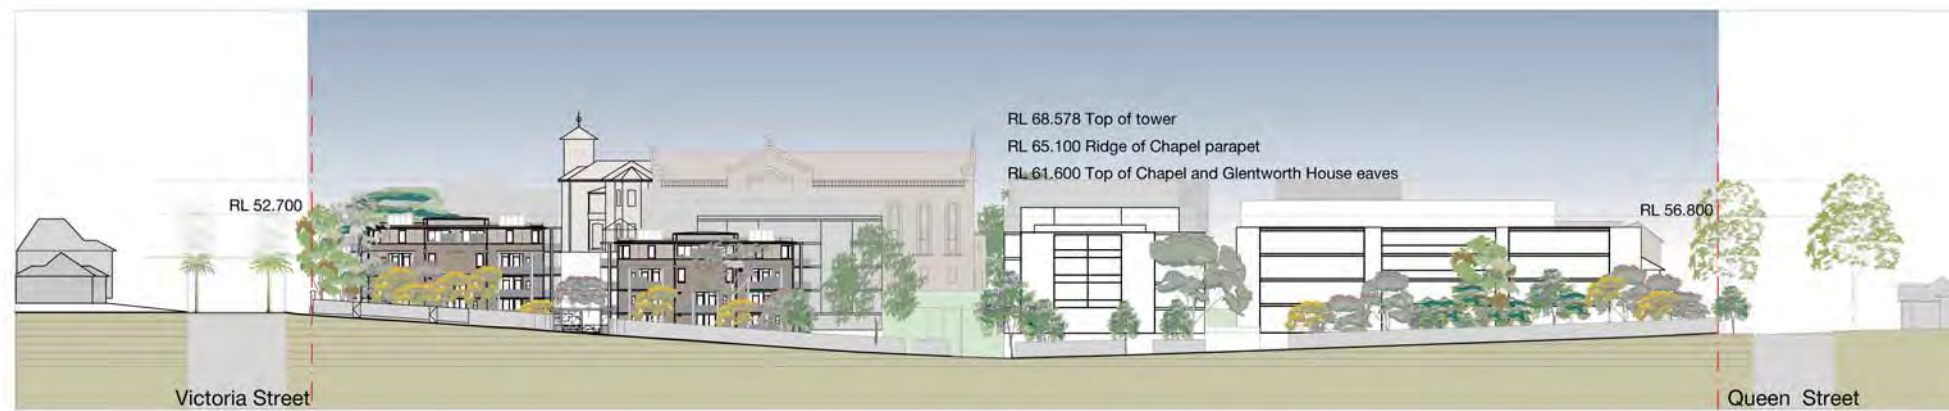 RL 68.578 Top of tower
RL 65.100 Ridge of Chapel parapet
RL 61.600 Top of Chapel and Glentworth House eaves
RL 52.700
RL 56.800
Victoria Street
Queen Street